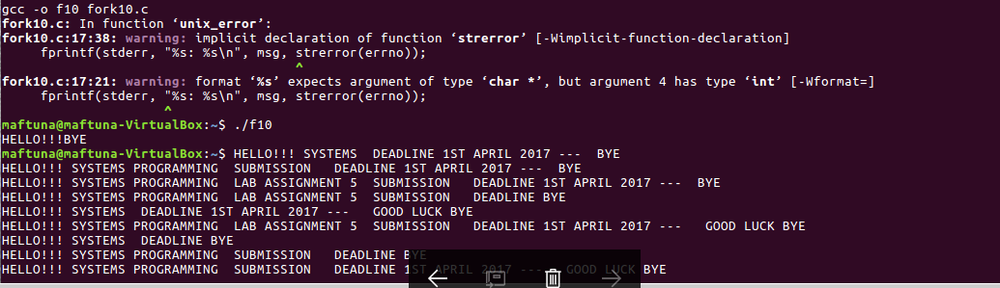 gcc -o f10 fork10.c
fork10.c: In function ‘unix_error’:
fork10.c:17:38: warning: implicit declaration of function ‘strerror’ [-Wimplicit-function-declaration]
fprintf(stderr, "%s: %s\n", msg, strerror(errno));
^
fork10.c:17:21: warning: format ‘%s’ expects argument of type ‘char *’, but argument 4 has type ‘int’ [-Wformat=]
fprintf(stderr, "%s: %s\n", msg, strerror(errno));
^
maftuna@maftuna-VirtualBox:~$ ./f10
HELLO!!!BYE
maftuna@maftuna-VirtualBox:~$ HELLO!!! SYSTEMS  DEADLINE 1ST APRIL 2017 ---  BYE
HELLO!!! SYSTEMS PROGRAMMING  SUBMISSION   DEADLINE 1ST APRIL 2017 ---  BYE
HELLO!!! SYSTEMS PROGRAMMING  LAB ASSIGNMENT 5  SUBMISSION   DEADLINE 1ST APRIL 2017 ---  BYE
HELLO!!! SYSTEMS PROGRAMMING  LAB ASSIGNMENT 5  SUBMISSION   DEADLINE BYE
HELLO!!! SYSTEMS  DEADLINE 1ST APRIL 2017 ---   GOOD LUCK BYE
HELLO!!! SYSTEMS PROGRAMMING  LAB ASSIGNMENT 5  SUBMISSION   DEADLINE 1ST APRIL 2017 ---   GOOD LUCK BYE
HELLO!!! SYSTEMS  DEADLINE BYE
HELLO!!! SYSTEMS PROGRAMMING  SUBMISSION   DEADLINE BYE
HELLO!!! SYSTEMS PROGRAMMING  SUBMISSION   DEADLINE 1ST APRIL 2017 ---   GOOD LUCK BYE